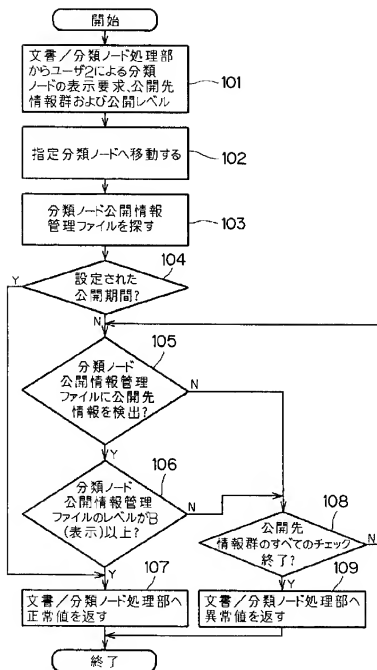 開始
文書／分類ノード処理部
からユーザ2による分類
ノードの表示要求、公開先
情報群および公開レベル
101
指定分類ノードへ移動する
102
分類ノード公開情報
管理ファイルを探す
103
104
設定された
公開期間?
Y
N
105
分類ノード
公開情報管理
ファイルに公開先
情報を検出?
N
Y
106
分類ノード
公開情報管理
ファイルのレベルがB
(表示)以上?
N
Y
108
公開先
情報群のすべてのチェック
終了?
N
Y
107
文書／分類ノード処理部へ
正常値を返す
109
文書／分類ノード処理部へ
異常値を返す
終了